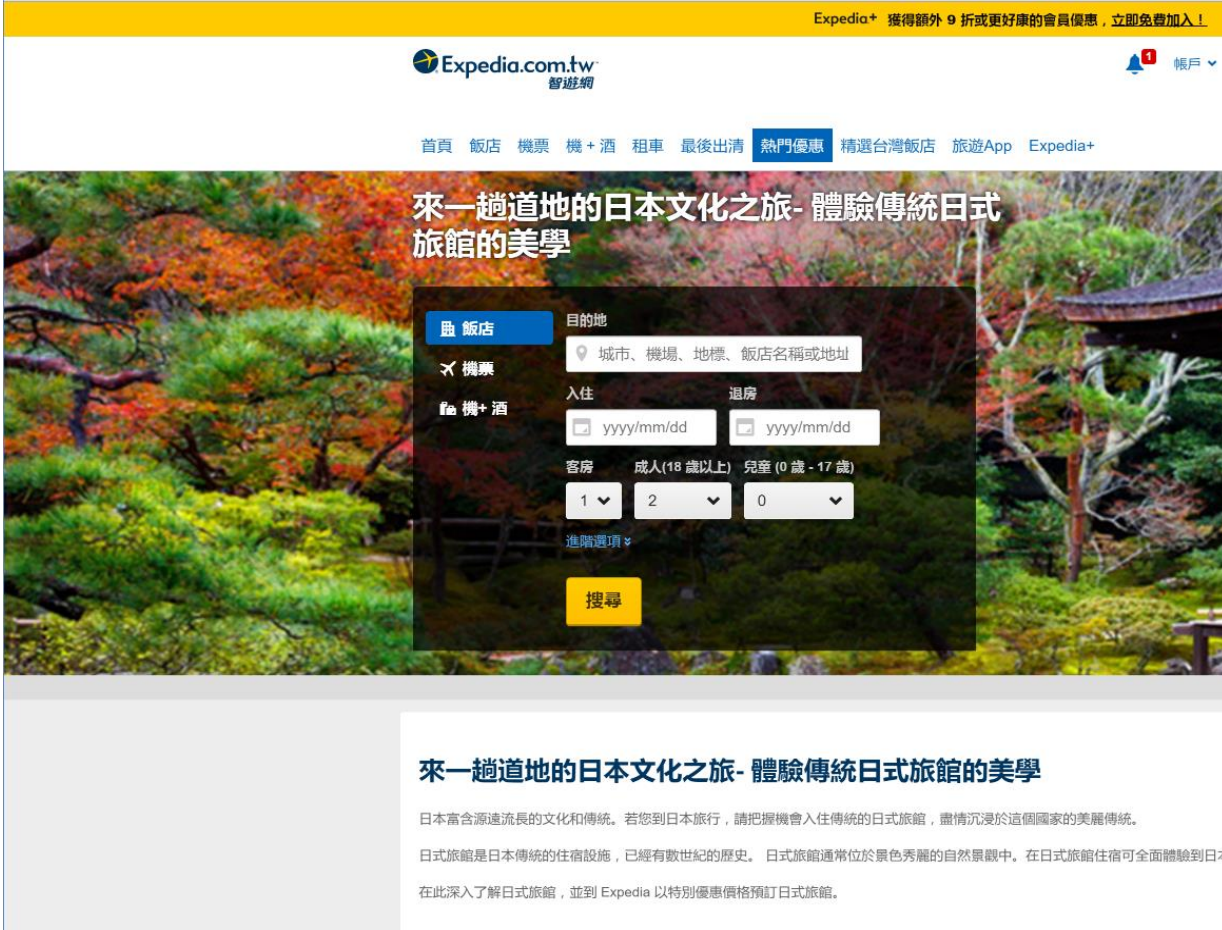 Expedia+ 獲得額外 9 折或更好康的會員優惠，立即免費加入！
Expedia.com.tw
智遊網
1 帳戶
首頁 飯店 機票 機 + 酒 租車 最後出清 熱門優惠 精選台灣飯店 旅遊App Expedia+
來一趟道地的日本文化之旅- 體驗傳統日式
旅館的美學
飯店
機票
機+ 酒
目的地
城市、機場、地標、飯店名稱或地址
入住 退房
yyyy/mm/dd yyyy/mm/dd
客房 成人(18 歲以上) 兒童 (0 歲 - 17 歲)
1 2 0
進階選項
搜尋
來一趟道地的日本文化之旅- 體驗傳統日式旅館的美學
日本富含源遠流長的文化和傳統。若您到日本旅行，請把握機會入住傳統的日式旅館，盡情沉浸於這個國家的美麗傳統。
日式旅館是日本傳統的住宿設施，已經有數世紀的歷史。 日式旅館通常位於景色秀麗的自然景觀中。在日式旅館住宿可全面體驗到日本
在此深入了解日式旅館，並到 Expedia 以特別優惠價格預訂日式旅館。